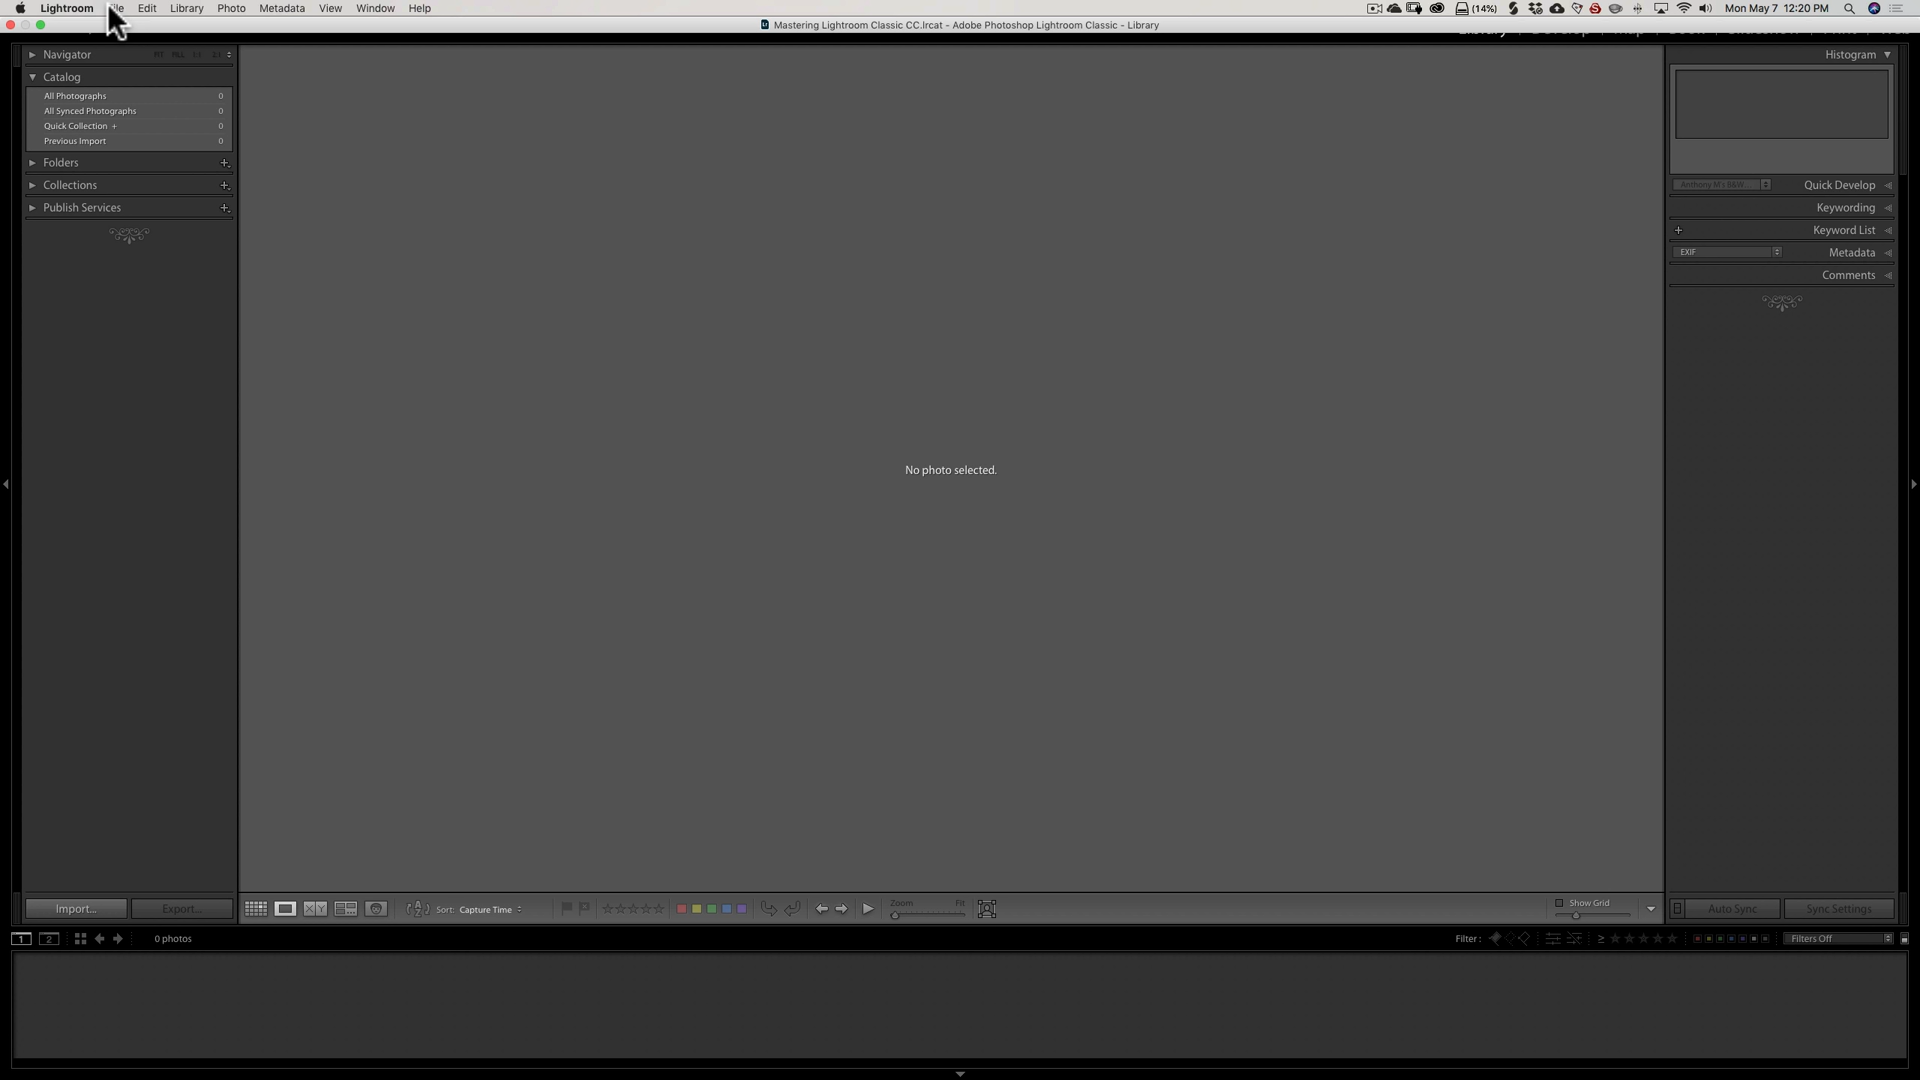 Lightroom Edit Library Photo Metadata View Window Help (14%) Mon May 7 12:20 PM
Mastering Lightroom Classic CC.lrcat - Adobe Photoshop Lightroom Classic - Library
Navigator FIT FILL 1:1
Histogram
Catalog
All Photographs 0
All Synced Photographs 0
Quick Collection + 0
Previous Import 0
Folders
Collections
Publish Services
Quick Develop
Keywording
Keyword List
EXIF Metadata
Comments
No photo selected.
Import... Export...
X Y
Sort: Capture Time
Zoom Fit
Show Grid
Auto Sync Sync Settings
1 2 0 photos
Filter: Filters Off